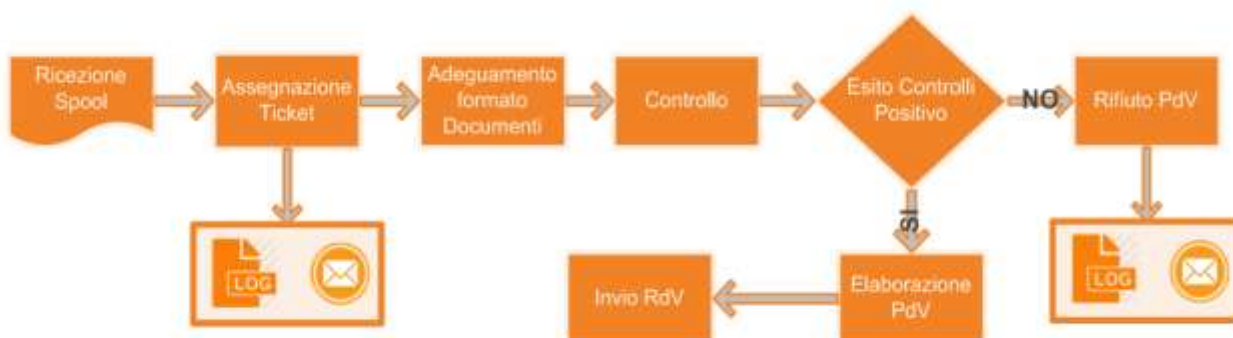 Ricezione
Spool
Assegnazione
Ticket
Adeguamento
formato
Documenti
Controllo
Esito Controlli
Positivo
NO
Rifiuto PdV
SI
LOG
LOG
Invio RdV
Elaborazione
PdV